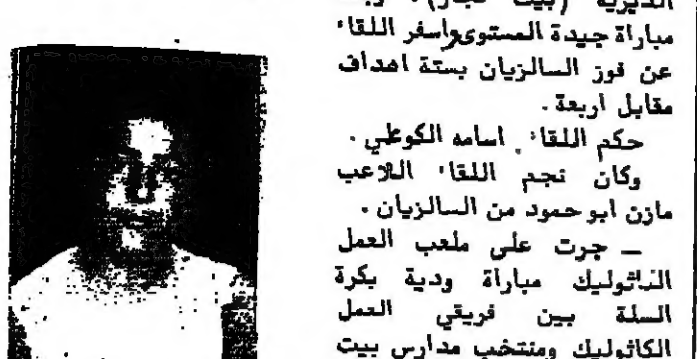 مباراة جيدة المستوى واسفر اللقاء
عن فوز السالزيان بستة اهداف
مقابل اربعة .
حكم اللقاء . اسامه
وكان نجم اللقاء اللاعب
مازن ابو حمود من السالزيان .
ــ جرت على ملعب العمل
الكاثوليك مباراة ودية بكرة
السلة بين فريقي العمل
الكاثوليك ومنتخب مدارس بيت